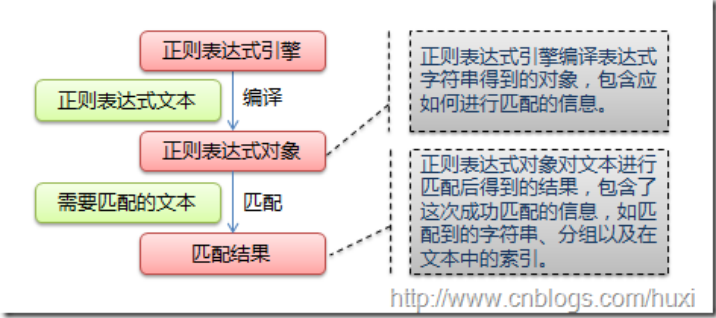 正则表达式引擎
正则表达式文本
编译
正则表达式对象
需要匹配的文本
匹配
匹配结果
正则表达式引擎编译表达式
字符串得到的对象，包含应
如何进行匹配的信息。
正则表达式对象对文本进行
匹配后得到的结果，包含了
这次成功匹配的信息，如匹
配到的字符串、分组以及在
文本中的索引。
http://www.cnblogs.com/huxi